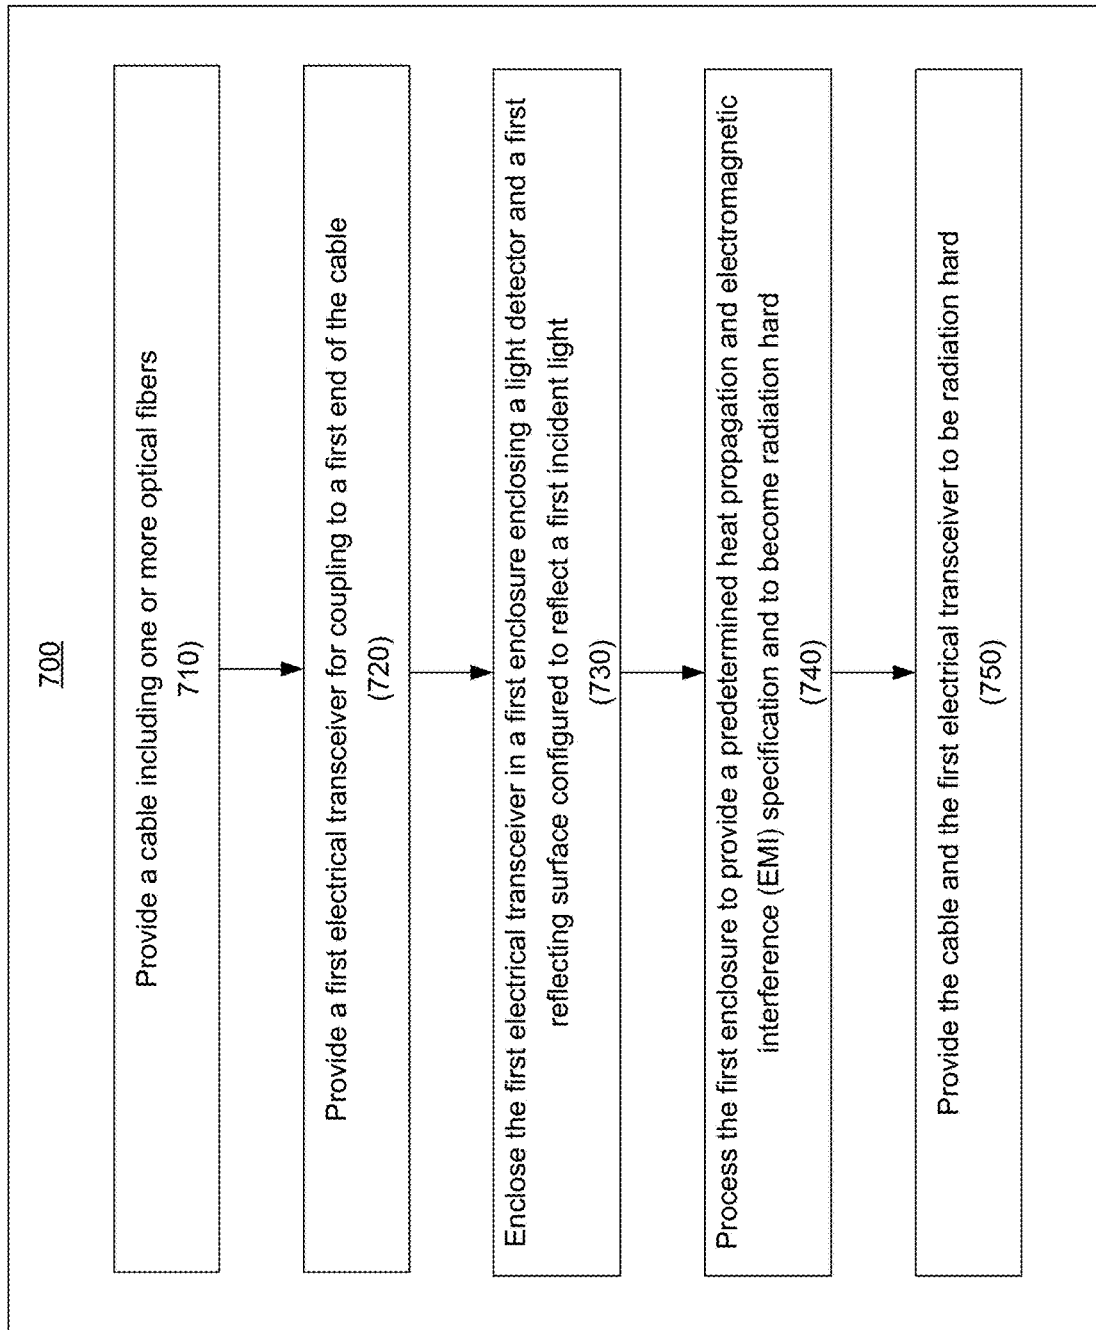 700
Provide a cable including one or more optical fibers
710)
Provide a first electrical transceiver for coupling to a first end of the cable
(720)
Enclose the first electrical transceiver in a first enclosure enclosing a light detector and a first
reflecting surface configured to reflect a first incident light
(730)
Process the first enclosure to provide a predetermined heat propagation and electromagnetic
interference (EMI) specification and to become radiation hard
(740)
Provide the cable and the first electrical transceiver to be radiation hard
(750)